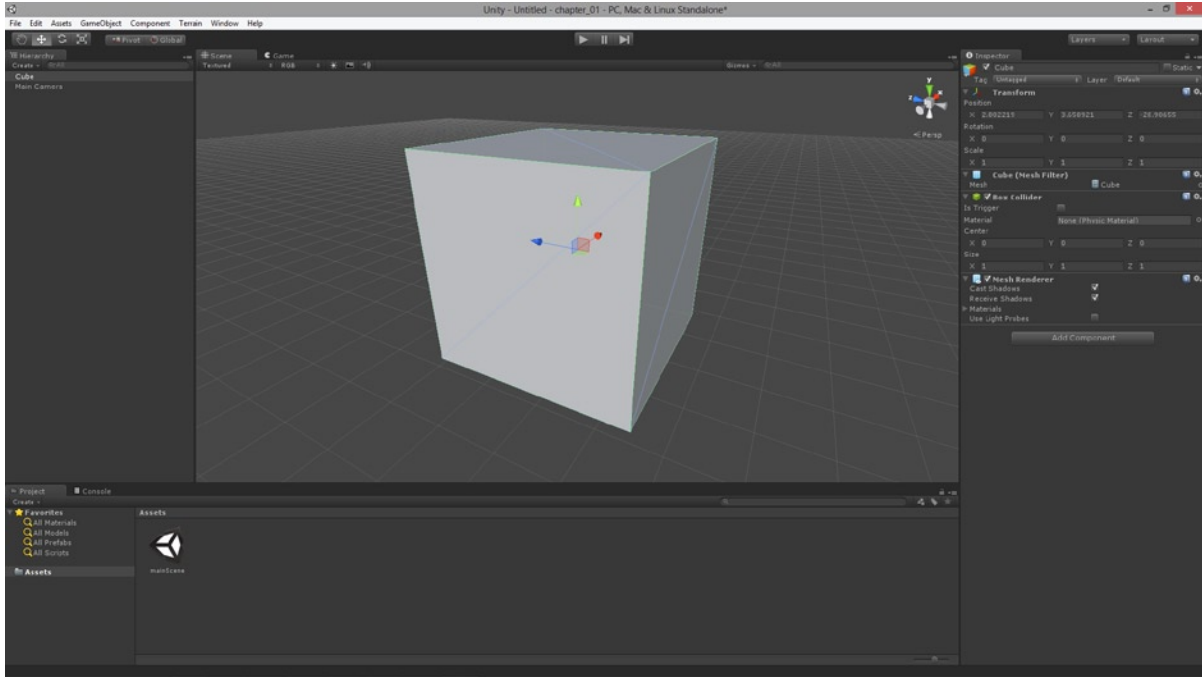 Unity - Untitled - chapter_01 - PC, Mac & Linux Standalone*
File Edit Assets GameObject Component Terrain Window Help
Pivot Global
Layers Layout
Hierarchy
Create All
Cube
Main Camera
Scene Game
Textured RGB
Gizmos All
y
x
z
Persp
Inspector
Cube Static
Tag Untagged Layer Default
Transform
Position
X 2.802219 Y 3.658921 Z -28.90655
Rotation
X 0 Y 0 Z 0
Scale
X 1 Y 1 Z 1
Cube (Mesh Filter)
Mesh Cube
Box Collider
Is Trigger
Material None (Physic Material)
Center
X 0 Y 0 Z 0
Size
X 1 Y 1 Z 1
Mesh Renderer
Cast Shadows
Receive Shadows
Materials
Use Light Probes
Add Component
Project Console
Create
Favorites
All Materials
All Models
All Prefabs
All Scripts
Assets
Assets
mainScene